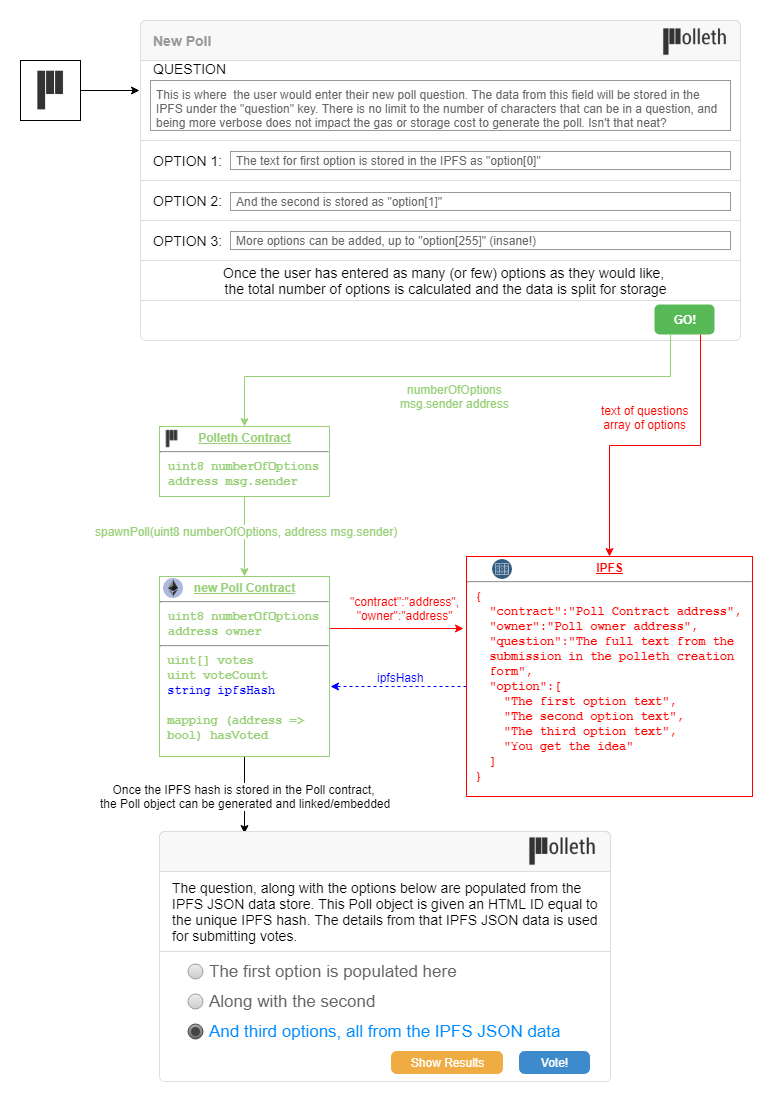 New Poll
Polleth
QUESTION
This is where the user would enter their new poll question. The data from this field will be stored in the
IPFS under the "question" key. There is no limit to the number of characters that can be in a question, and
being more verbose does not impact the gas or storage cost to generate the poll. Isn't that neat?
OPTION 1:
The text for first option is stored in the IPFS as "option[0]"
OPTION 2:
And the second is stored as "option[1]"
OPTION 3:
More options can be added, up to "option[255]" (insane!)
Once the user has entered as many (or few) options as they would like,
the total number of options is calculated and the data is split for storage
GO!
numberOfOptions
msg.sender address
text of questions
array of options
Polleth Contract
uint8 numberOfOptions
address msg.sender
spawnPoll(uint8 numberOfOptions, address msg.sender)
new Poll Contract
uint8 numberOfOptions
address owner
uint[] votes
uint voteCount
string ipfsHash
mapping (address =>
bool) hasVoted
"contract":"address",
"owner":"address"
ipfsHash
IPFS
{
"contract":"Poll Contract address",
"owner":"Poll owner address",
"question":"The full text from the
submission in the polleth creation
form",
"option":[
"The first option text",
"The second option text",
"The third option text",
"You get the idea"
]
}
Once the IPFS hash is stored in the Poll contract,
the Poll object can be generated and linked/embedded
Polleth
The question, along with the options below are populated from the
IPFS JSON data store. This Poll object is given an HTML ID equal to
the unique IPFS hash. The details from that IPFS JSON data is used
for submitting votes.
The first option is populated here
Along with the second
And third options, all from the IPFS JSON data
Show Results
Vote!